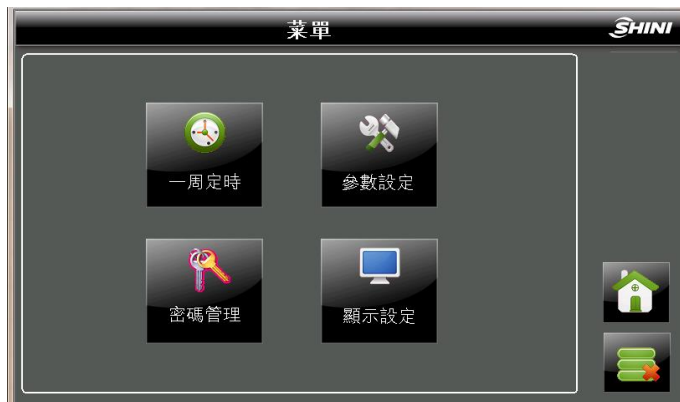 菜單
SHINI
一周定時
參數設定
密碼管理
顯示設定